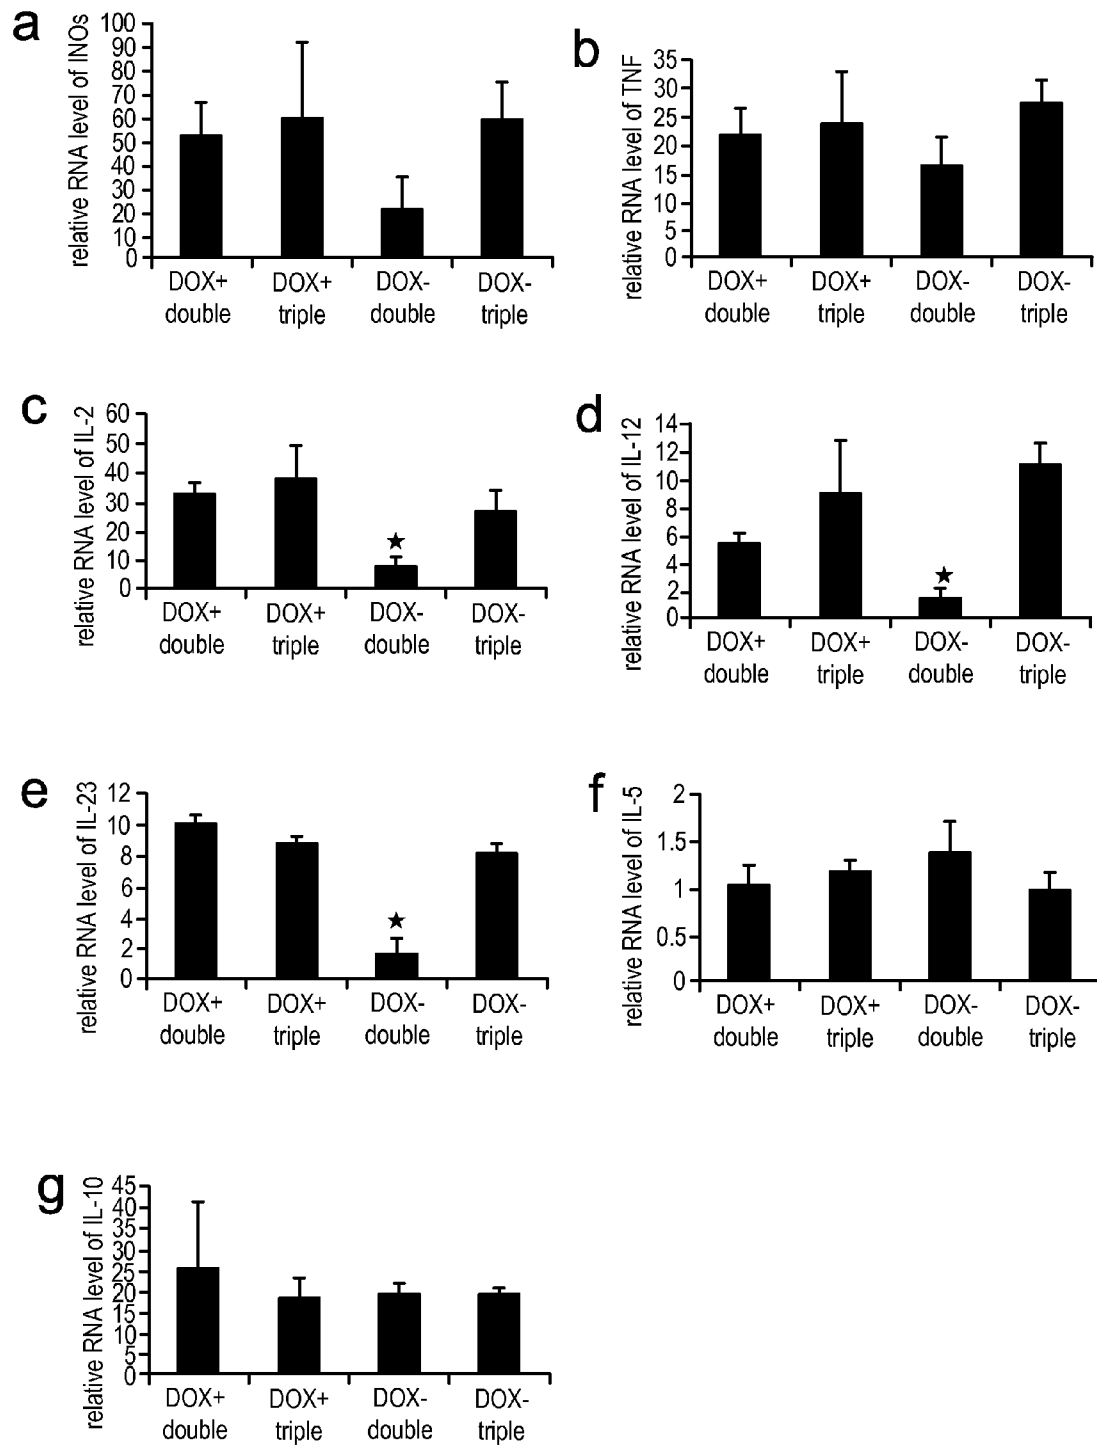 a
relative RNA level of INOs
100
90
80
70
60
50
40
30
20
10
0
DOX+ DOX+ DOX- DOX-
double triple double triple
b
relative RNA level of TNF
35
30
25
20
15
10
5
0
DOX+ DOX+ DOX- DOX-
double triple double triple
c
relative RNA level of IL-2
60
50
40
30
20
10
0
★
DOX+ DOX+ DOX- DOX-
double triple double triple
d
relative RNA level of IL-12
14
12
10
8
6
4
2
0
★
DOX+ DOX+ DOX- DOX-
double triple double triple
e
relative RNA level of IL-23
12
10
8
6
4
2
0
★
DOX+ DOX+ DOX- DOX-
double triple double triple
f
relative RNA level of IL-5
2
1.5
1
0.5
0
DOX+ DOX+ DOX- DOX-
double triple double triple
g
relative RNA level of IL-10
45
40
35
30
25
20
15
10
5
0
DOX+ DOX+ DOX- DOX-
double triple double triple